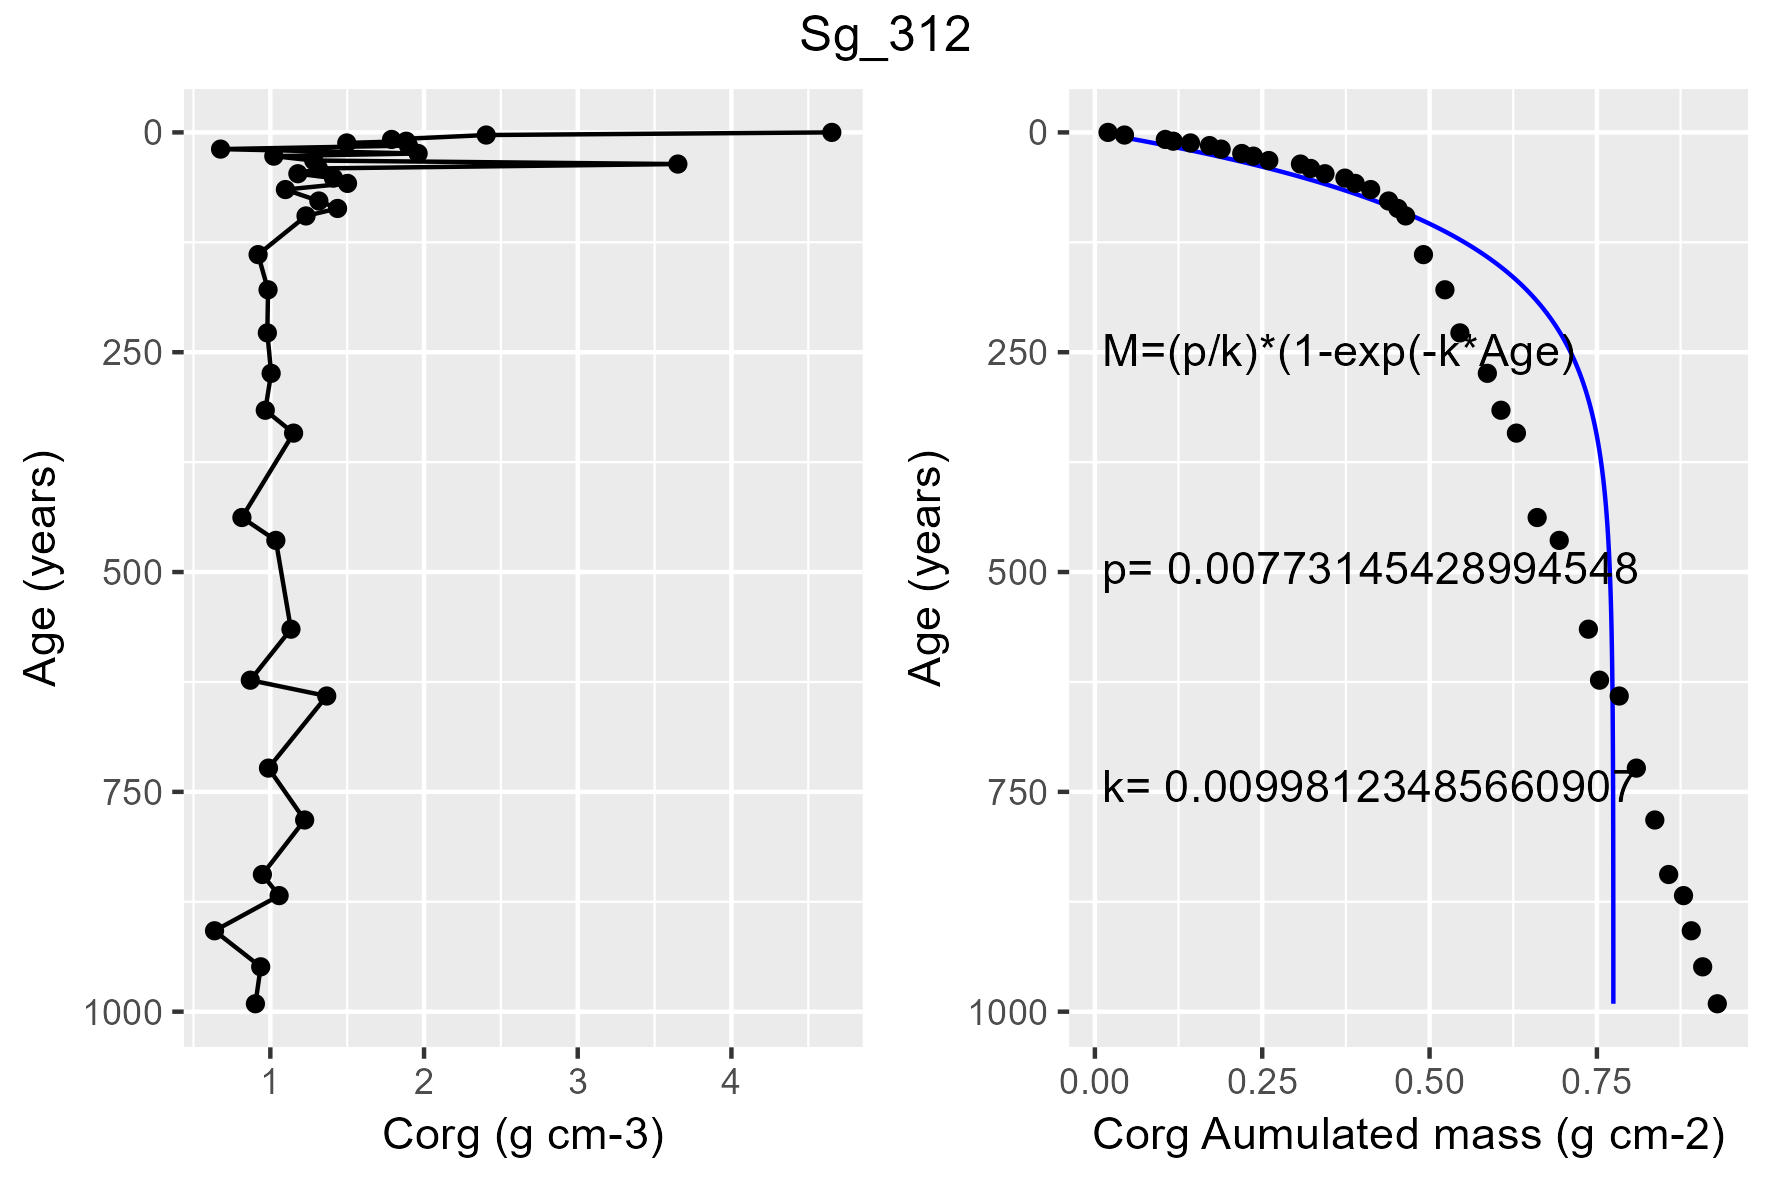 Sg_312
0
250
500
750
1000
Age (years)
1 2 3 4
Corg (g cm-3)
0
250
500
750
1000
Age (years)
M=(p/k)*(1-exp(-k*Age)
p= 0.00773145428994548
k= 0.00998123485660907
0.00 0.25 0.50 0.75
Corg Aumulated mass (g cm-2)